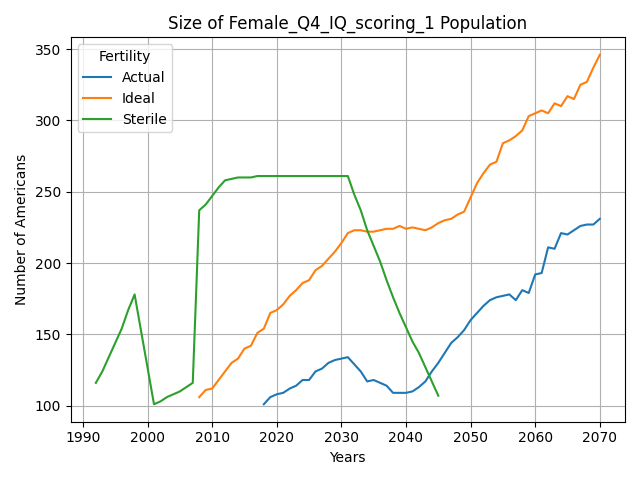 Size of Female_Q4_IQ_scoring_1 Population
Number of Americans
350
300
250
200
150
100
Fertility
Actual
Ideal
Sterile
1990 2000 2010 2020 2030 2040 2050 2060 2070
Years